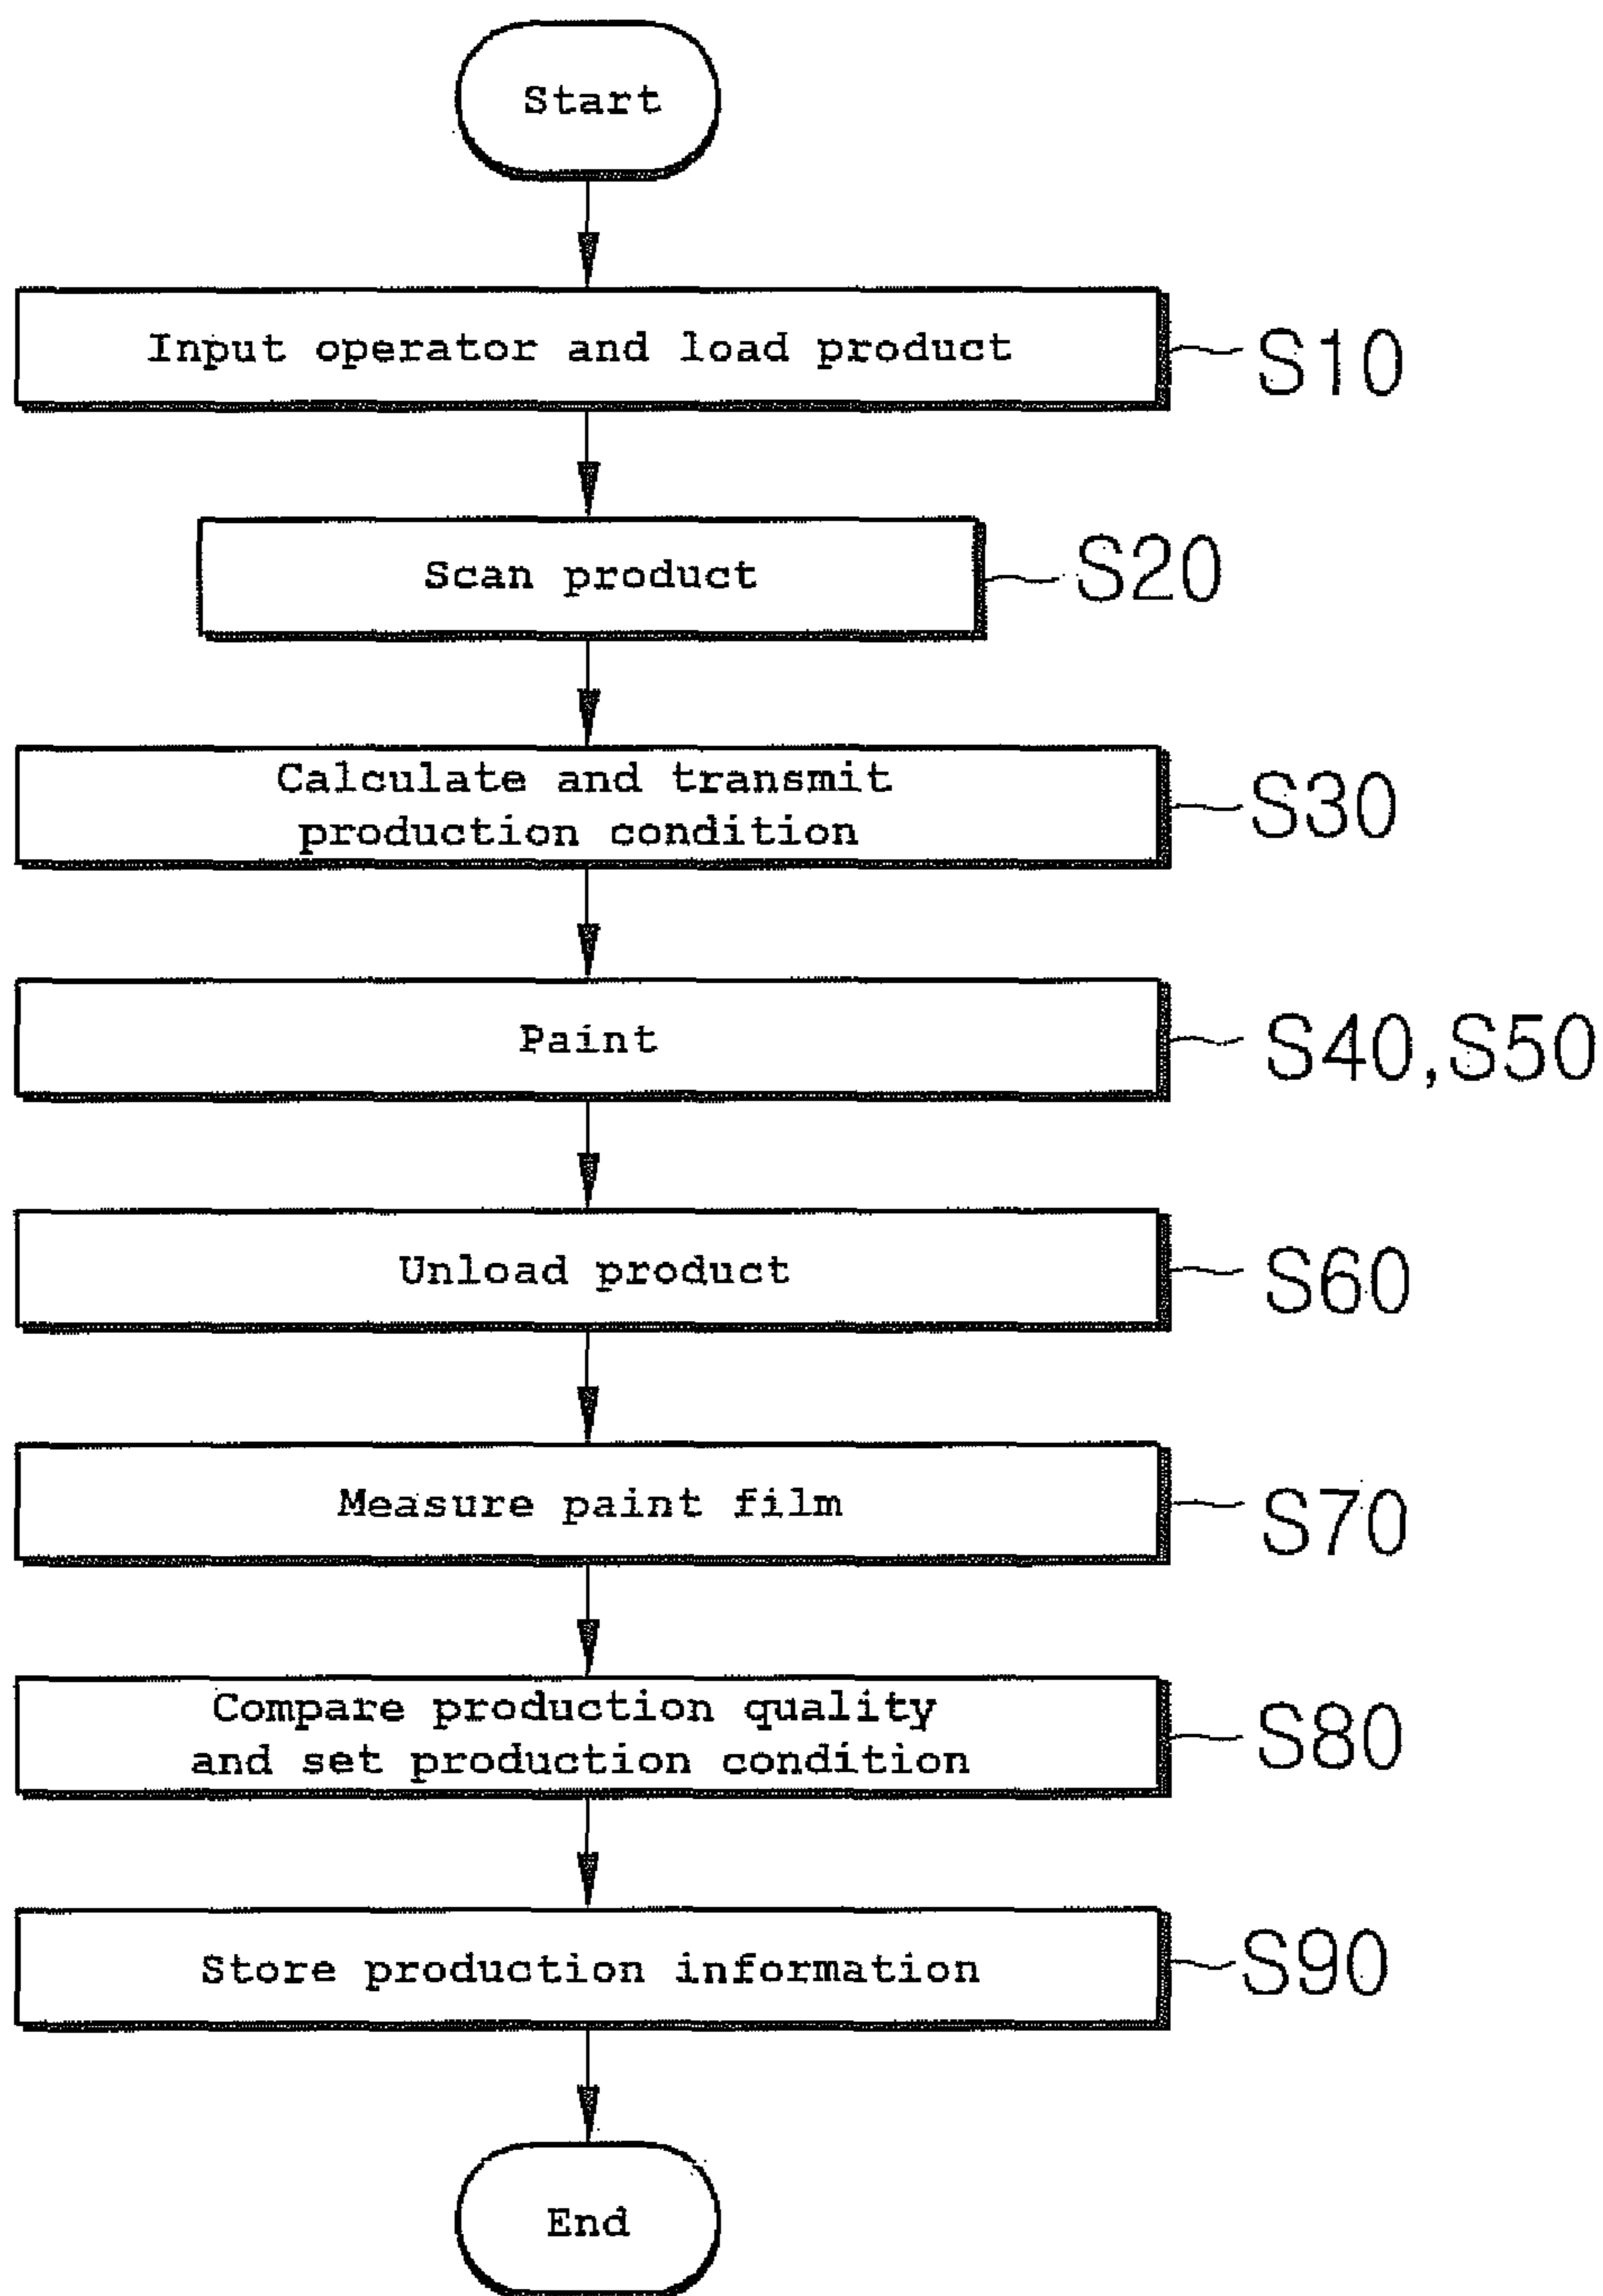 Start
Input operator and load product
S10
Scan product
S20
Calculate and transmit
production condition
S30
Paint
S40,S50
Unload product
S60
Measure paint film
S70
Compare production quality
and set production condition
S80
Store production information
S90
End